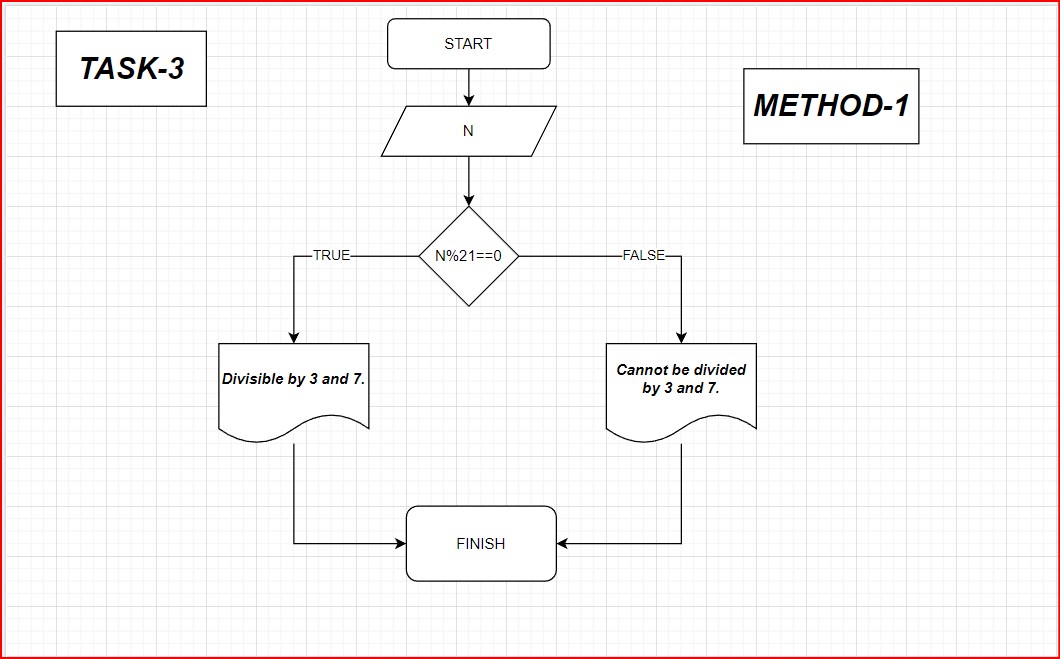 TASK-3
START
METHOD-1
N
N%21==0
TRUE
FALSE
Divisible by 3 and 7.
Cannot be divided
by 3 and 7.
FINISH